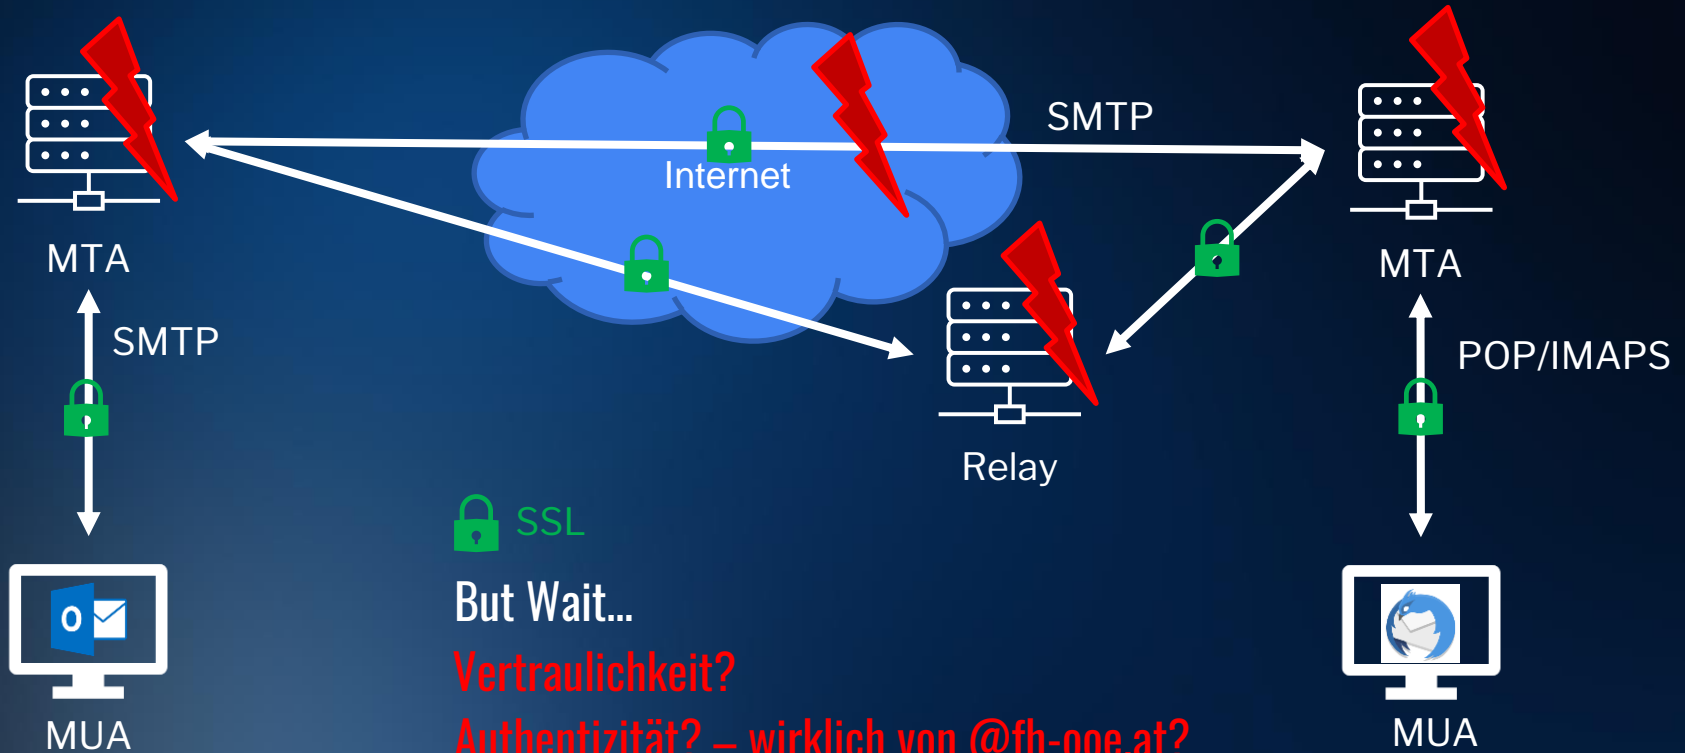 SMTP
Internet
MTA
MTA
SMTP
POP/IMAPS
Relay
SSL
But Wait...
Vertraulichkeit?
Authentizität? – wirklich von @fh-ooe.at?
MUA
MUA